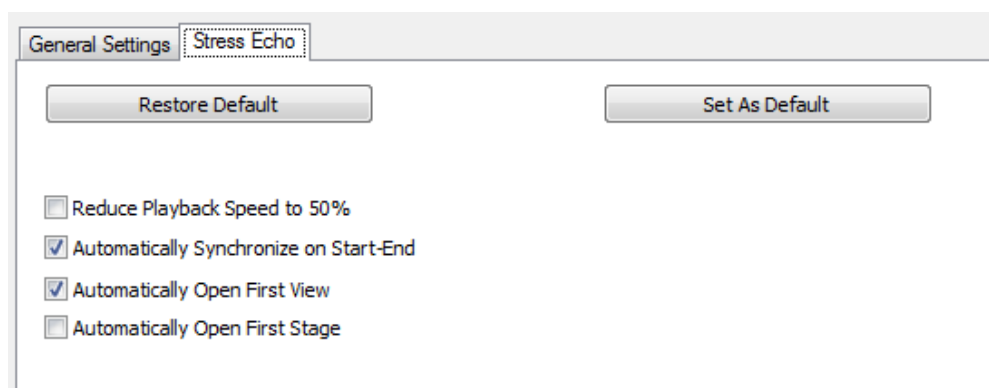 General Settings Stress Echo
Restore Default Set As Default
Reduce Playback Speed to 50%
Automatically Synchronize on Start-End
Automatically Open First View
Automatically Open First Stage